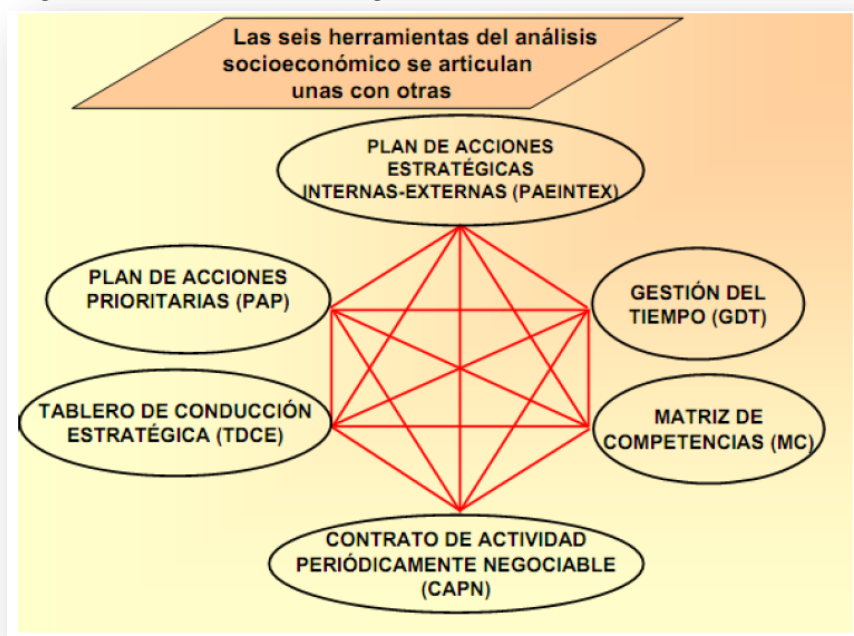 Las seis herramientas del análisis
socioeconómico se articulan
unas con otras
PLAN DE ACCIONES
ESTRATÉGICAS
INTERNAS-EXTERNAS (PAEINTEX)
PLAN DE ACCIONES
PRIORITARIAS (PAP)
GESTIÓN DEL
TIEMPO (GDT)
TABLERO DE CONDUCCIÓN
ESTRATÉGICA (TDCE)
MATRIZ DE
COMPETENCIAS (MC)
CONTRATO DE ACTIVIDAD
PERIÓDICAMENTE NEGOCIABLE
(CAPN)